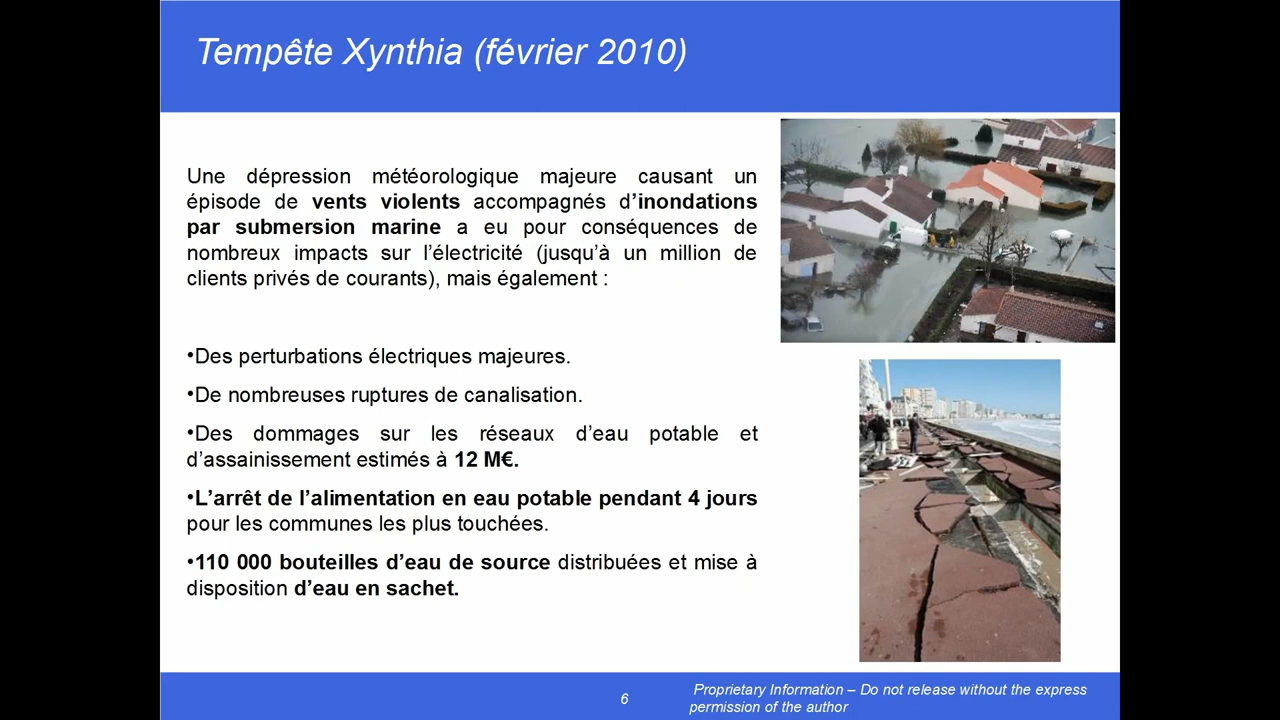 Tempête Xynthia (février 2010)
Une dépression météorologique majeure causant un
épisode de vents violents accompagnés d’inondations
par submersion marine a eu pour conséquences de
nombreux impacts sur l’électricité (jusqu’à un million de
clients privés de courants), mais également :
•Des perturbations électriques majeures.
•De nombreuses ruptures de canalisation.
•Des dommages sur les réseaux d’eau potable et
d’assainissement estimés à 12 M€.
•L’arrêt de l’alimentation en eau potable pendant 4 jours
pour les communes les plus touchées.
•110 000 bouteilles d’eau de source distribuées et mise à
disposition d’eau en sachet.
6
Proprietary Information – Do not release without the express
permission of the author